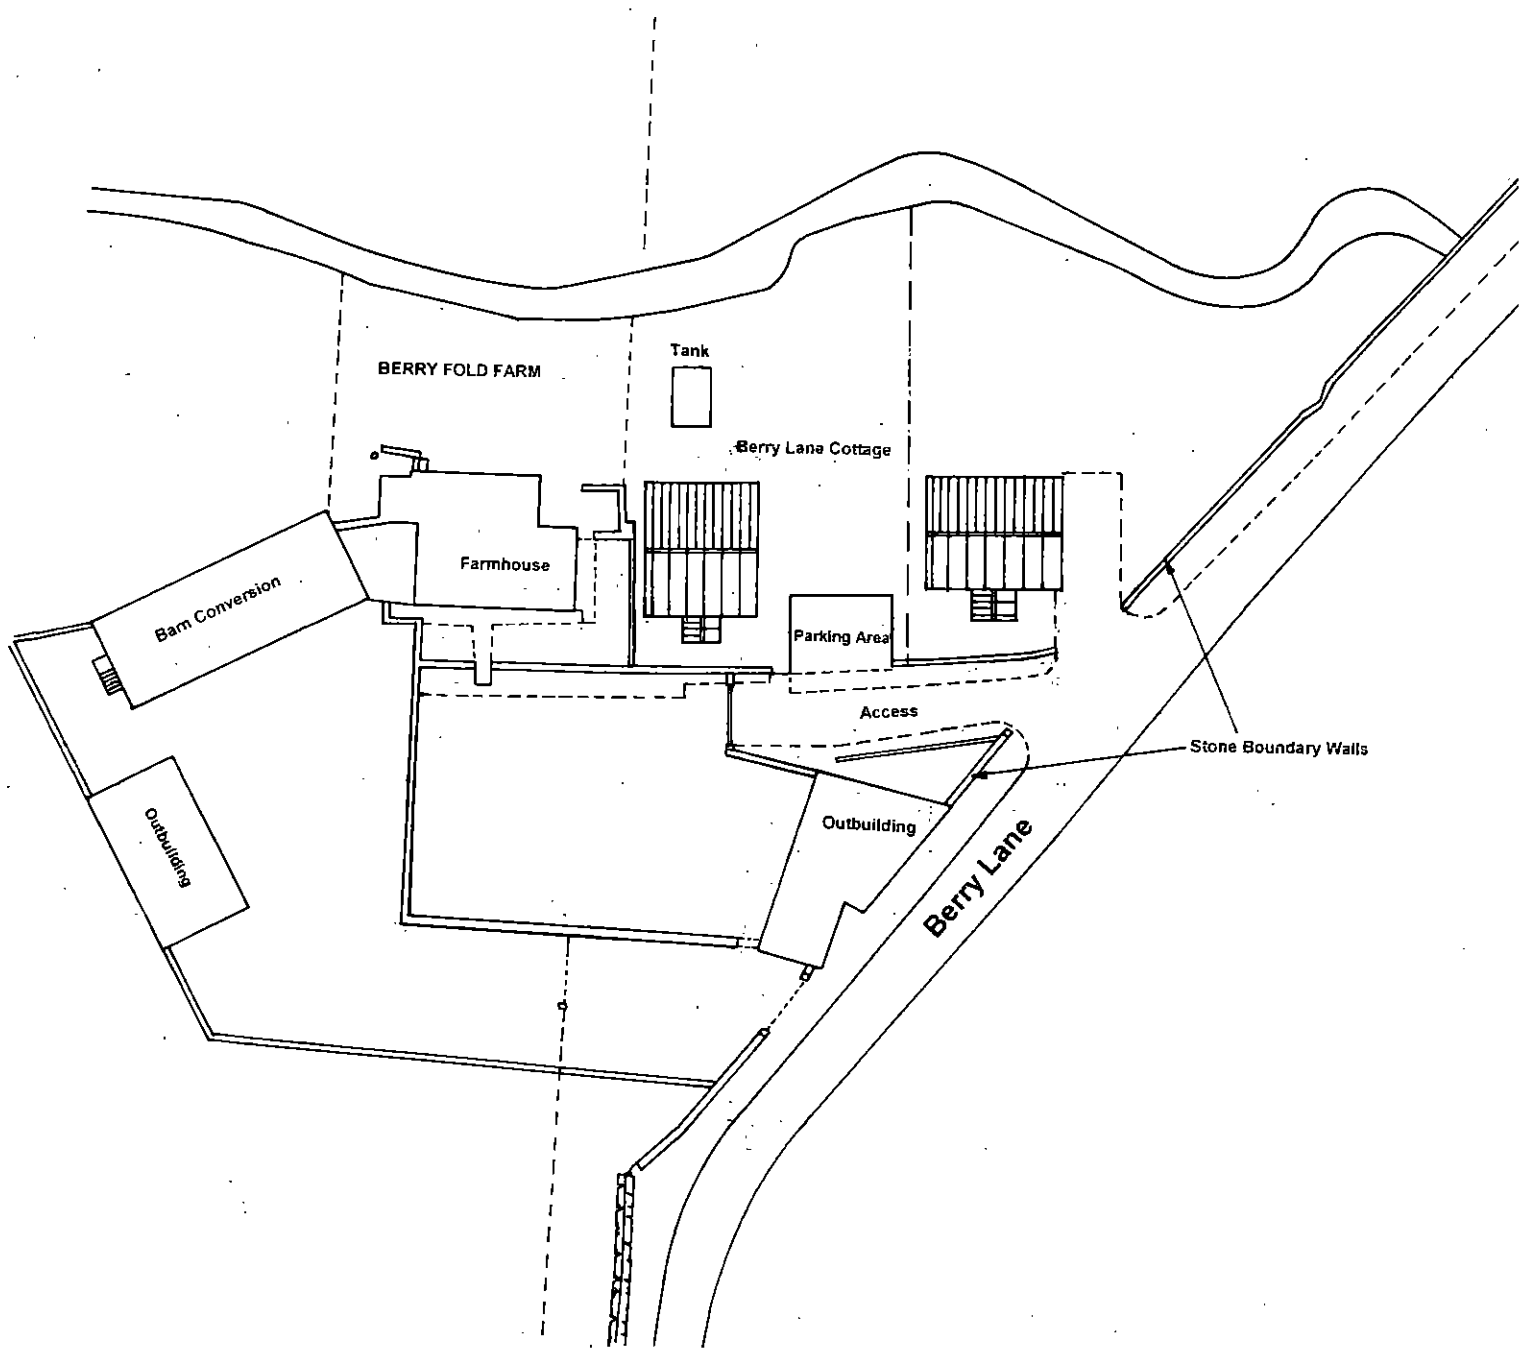 Tank
BERRY FOLD FARM
Berry Lane Cottage
Farmhouse
Barn Conversion
Parking Area
Access
Stone Boundary Walls
Outbuilding
Outbuilding
Berry Lane